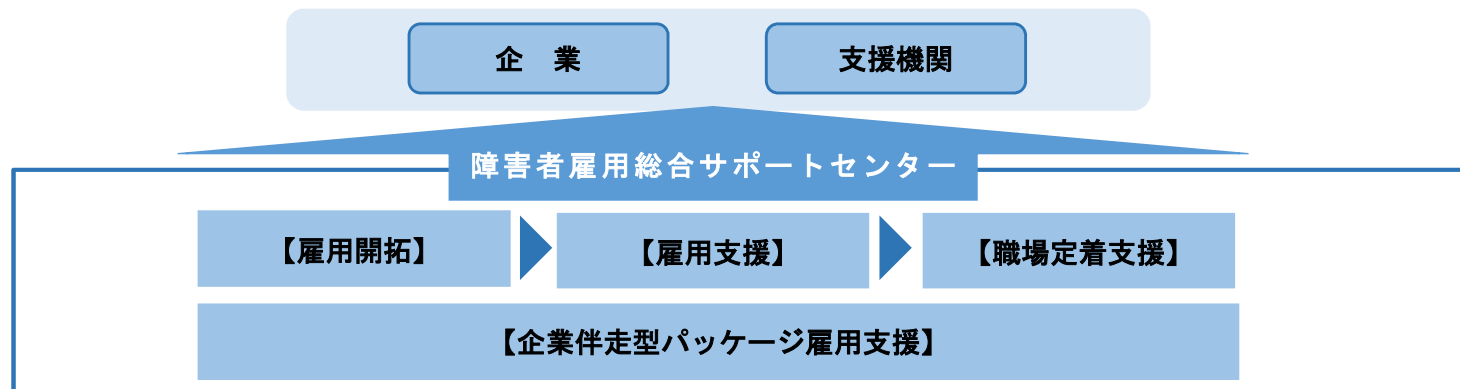 企　業
支援機関
障害者雇用総合サポートセンター
【雇用開拓】
【雇用支援】
【職場定着支援】
【企業伴走型パッケージ雇用支援】